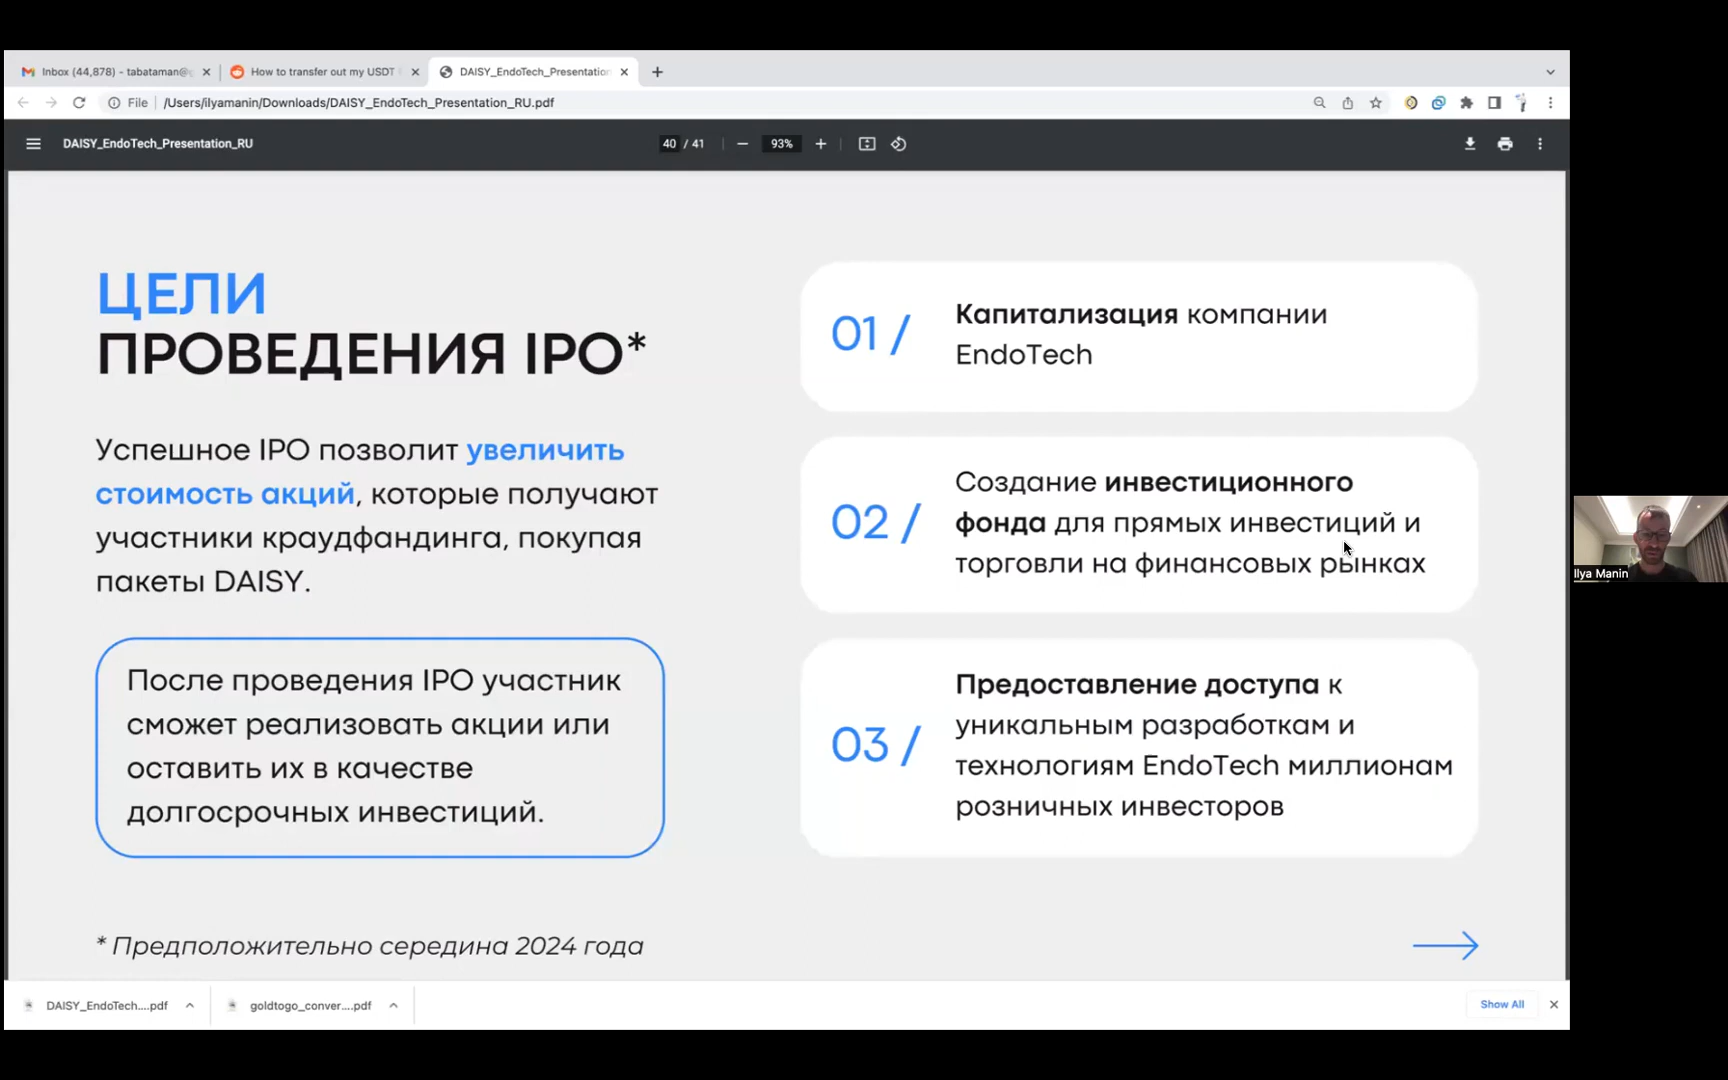 Inbox (44,878) - tabataman@g
How to transfer out my USDT
DAISY_EndoTech_Presentation
File
/Users/ilyamanin/Downloads/DAISY_EndoTech_Presentation_RU.pdf
DAISY_EndoTech_Presentation_RU
40 / 41
93%
ЦЕЛИ
ПРОВЕДЕНИЯ IPO*
Успешное IPO позволит увеличить
стоимость акций, которые получают
участники краудфандинга, покупая
пакеты DAISY.
После проведения IPO участник
сможет реализовать акции или
оставить их в качестве
долгосрочных инвестиций.
* Предположительно середина 2024 года
01 /
Капитализация компании
EndoTech
02 /
Создание инвестиционного
фонда для прямых инвестиций и
торговли на финансовых рынках
03 /
Предоставление доступа к
уникальным разработкам и
технологиям EndoTech миллионам
розничных инвесторов
Ilya Manin
DAISY_EndoTech....pdf
goldtogo_conver....pdf
Show All